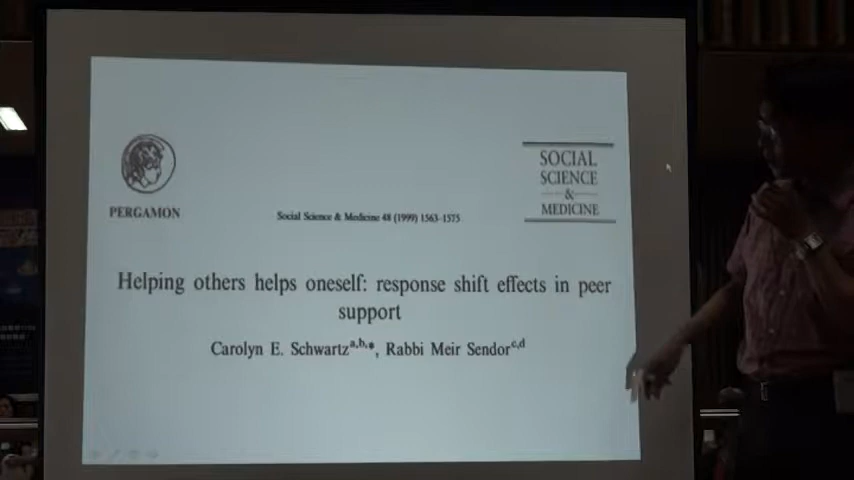 PERGAMON
Social Science & Medicine 48 (1999) 1563-1575
SOCIAL
SCIENCE
&
MEDICINE
Helping others helps oneself: response shift effects in peer
support
Carolyn E. Schwartz a,b,*, Rabbi Meir Sendor c,d